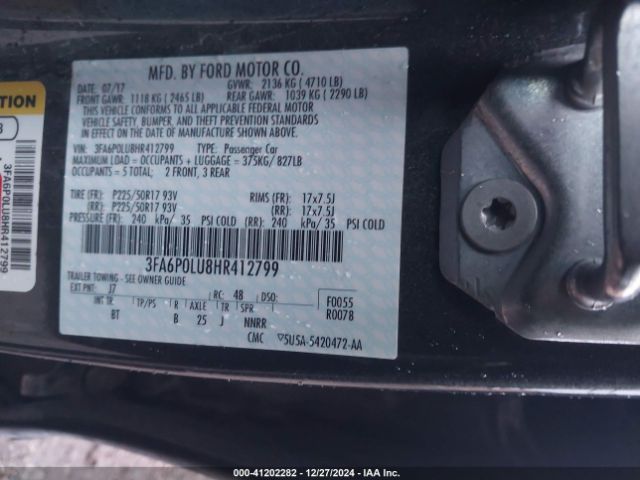 MFD. BY FORD MOTOR CO.
DATE: 07/17 GVWR: 2136 KG ( 4710 LB)
FRONT GAWR: 1118 KG ( 2465 LB) REAR GAWR: 1039 KG ( 2290 LB)
THIS VEHICLE CONFORMS TO ALL APPLICABLE FEDERAL MOTOR
VEHICLE SAFETY, BUMPER, AND THEFT PREVENTION STANDARDS
IN EFFECT ON THE DATE OF MANUFACTURE SHOWN ABOVE.
VIN: 3FA6P0LU8HR412799 TYPE: Passenger Car
MAXIMUM LOAD = OCCUPANTS + LUGGAGE = 375KG/ 827LB
OCCUPANTS = 5 TOTAL: 2 FRONT, 3 REAR
TIRE (FR): P225/50R17 93V RIMS (FR): 17x7.5J
(RR): P225/50R17 93V (RR): 17x7.5J
PRESSURE (FR): 240 kPa/ 35 PSI COLD (RR): 240 kPa/ 35 PSI COLD
3FA6P0LU8HR412799
TRAILER TOWING - SEE OWNER GUIDE
EXT PNT: J7 RC: 48 DSO: F0055
INT TR TP/PS R AXLE TR SPR R0078
BT B 25 J NNRR
CMC ▽5U5A-5420472-AA
TION
3
3FA6P0LU8HR412799
000-41202282 - 12/27/2024 - IAA Inc.